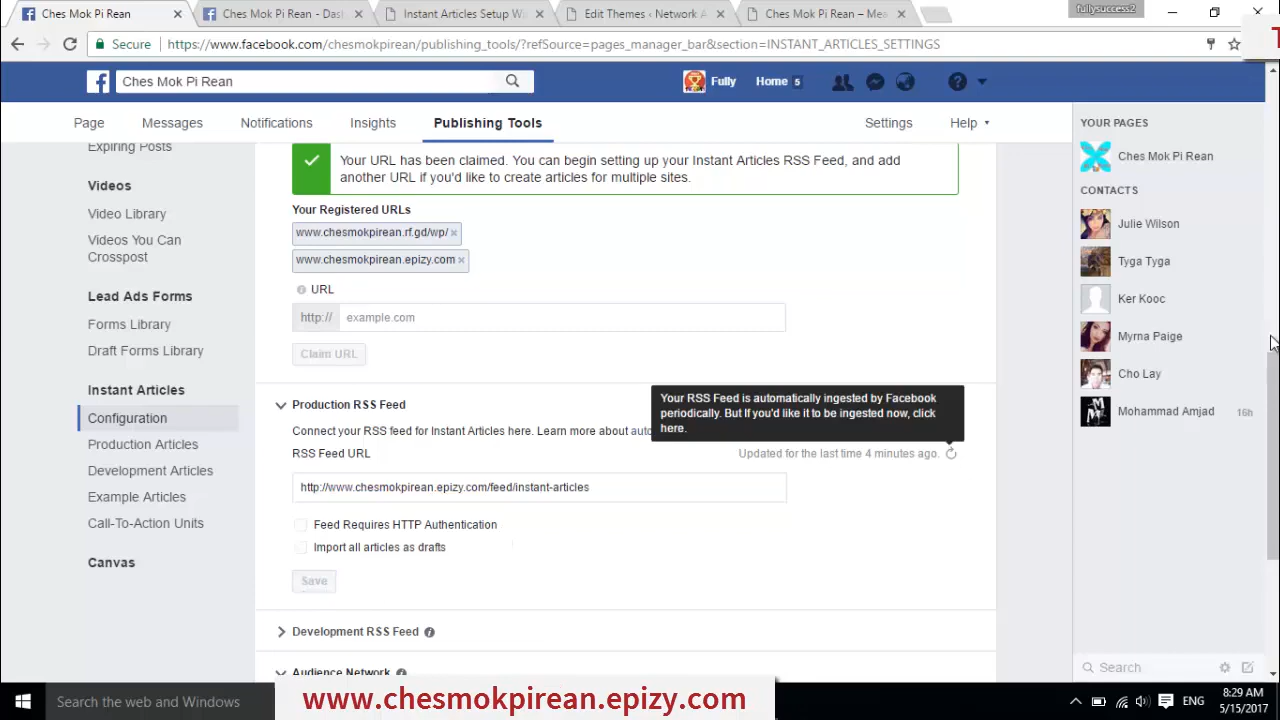 Ches Mok Pi Rean
Ches Mok Pi Rean - Das
Instant Articles Setup Wi
Edit Themes ‹ Network A
Ches Mok Pi Rean – Mea
fullysuccess2
Secure
https://www.facebook.com/chesmokpirean/publishing_tools/?refSource=pages_manager_bar&section=INSTANT_ARTICLES_SETTINGS
T
Ches Mok Pi Rean
Fully
Home 5
Page
Messages
Notifications
Insights
Publishing Tools
Settings
Help
Expiring Posts
Videos
Video Library
Videos You Can
Crosspost
Lead Ads Forms
Forms Library
Draft Forms Library
Instant Articles
Configuration
Production Articles
Development Articles
Example Articles
Call-To-Action Units
Canvas
Your URL has been claimed. You can begin setting up your Instant Articles RSS Feed, and add
another URL if you'd like to create articles for multiple sites.
Your Registered URLs
www.chesmokpirean.rf.gd/wp/ ×
www.chesmokpirean.epizy.com ×
URL
http:// example.com
Claim URL
Production RSS Feed
Your RSS Feed is automatically ingested by Facebook
periodically. But If you'd like it to be ingested now, click
here.
Connect your RSS feed for Instant Articles here. Learn more about auto
RSS Feed URL
Updated for the last time 4 minutes ago.
http://www.chesmokpirean.epizy.com/feed/instant-articles
Feed Requires HTTP Authentication
Import all articles as drafts
Save
Development RSS Feed
Audience Network
YOUR PAGES
Ches Mok Pi Rean
CONTACTS
Julie Wilson
Tyga Tyga
Ker Kooc
Myrna Paige
Cho Lay
Mohammad Amjad 16h
Search
Search the web and Windows
www.chesmokpirean.epizy.com
ENG
8:29 AM
5/15/2017